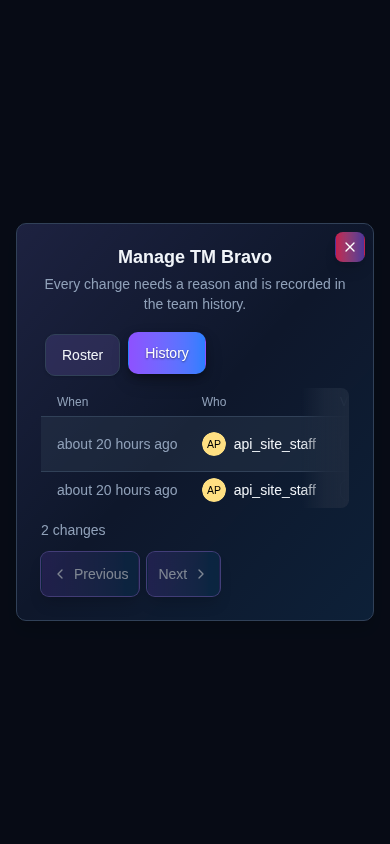 Manage TM Bravo
Every change needs a reason and is recorded in
the team history.
Roster History
When Who
about 20 hours ago AP api_site_staff
about 20 hours ago AP api_site_staff
2 changes
Previous Next